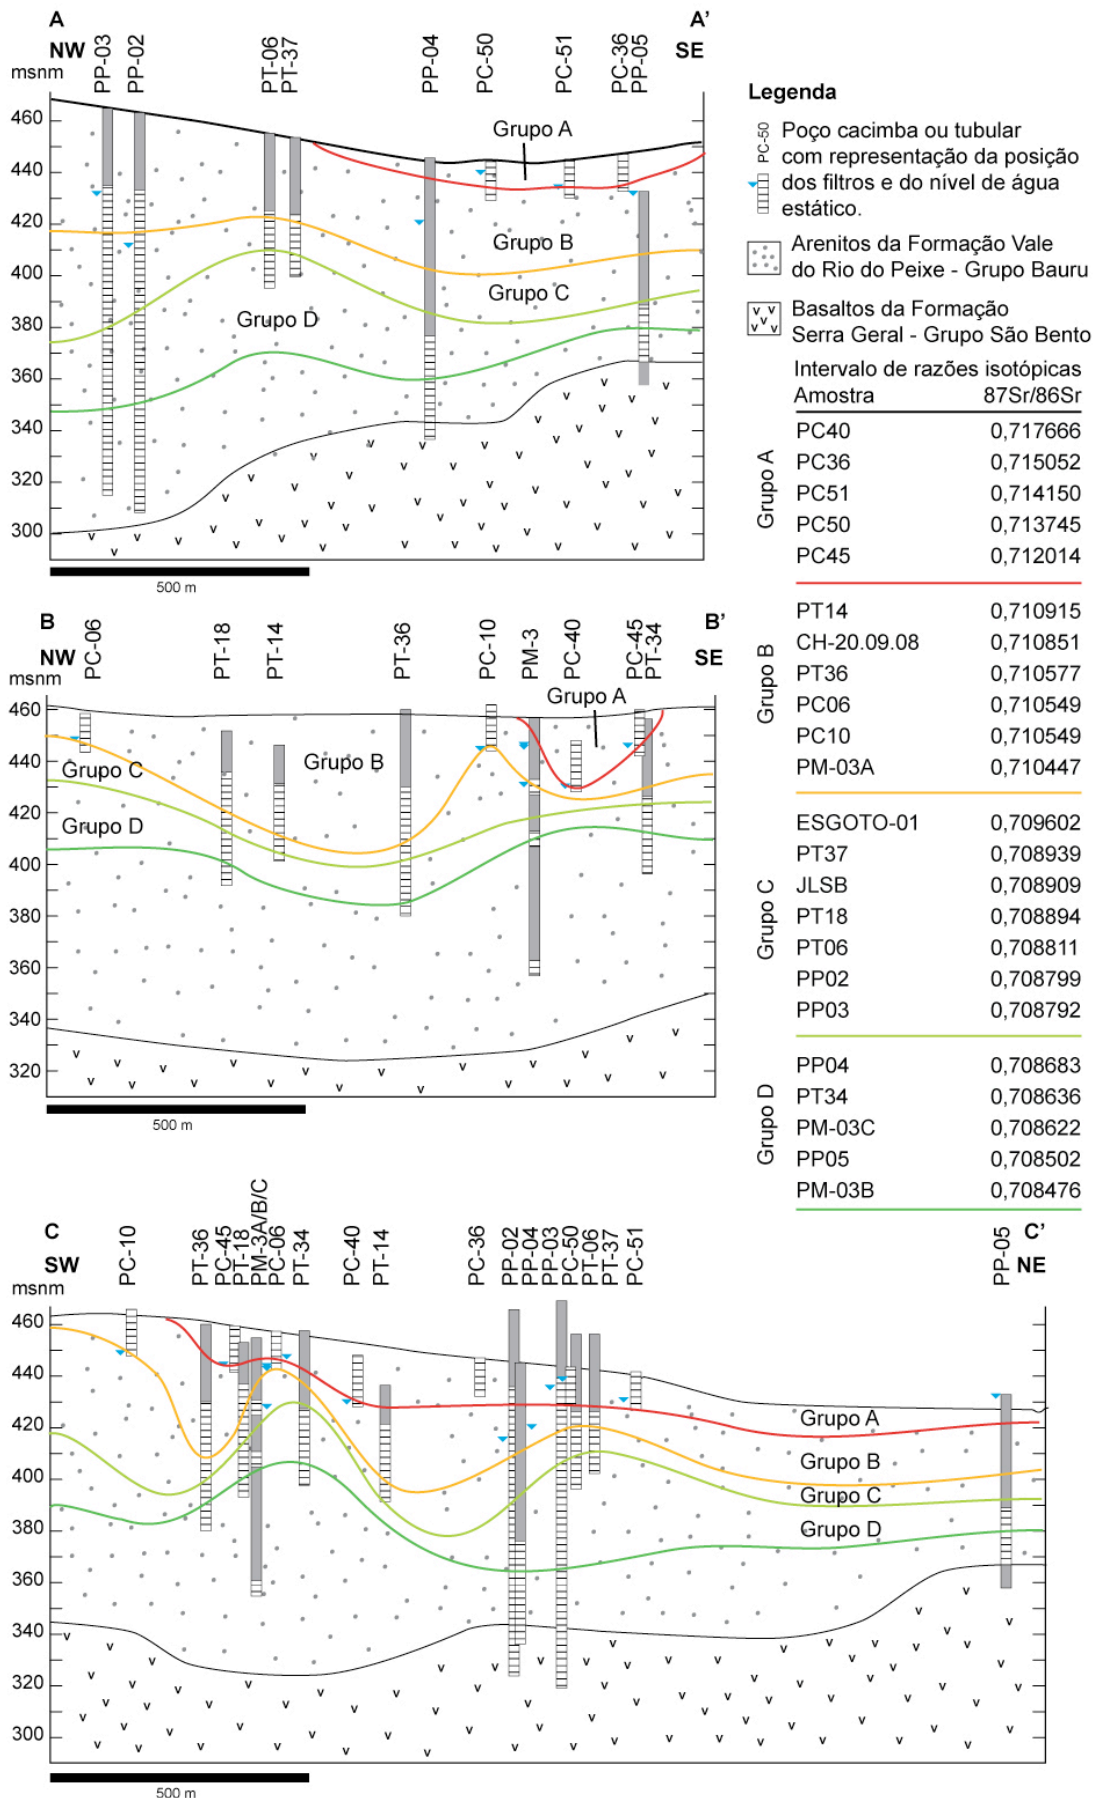 A
NW
A'
SE
msnm
PP-03
PP-02
PT-06
PT-37
PP-04
PC-50
PC-51
PC-36
PP-05
460
440
420
400
380
360
340
320
300
Grupo A
Grupo B
Grupo C
Grupo D
500 m
Legenda
PC-50
Poço cacimba ou tubular
com representação da posição
dos filtros e do nível de água
estático.
Arenitos da Formação Vale
do Rio do Peixe - Grupo Bauru
Basaltos da Formação
Serra Geral - Grupo São Bento
Intervalo de razões isotópicas
Amostra 87Sr/86Sr
Grupo A
PC40 0,717666
PC36 0,715052
PC51 0,714150
PC50 0,713745
PC45 0,712014
Grupo B
PT14 0,710915
CH-20.09.08 0,710851
PT36 0,710577
PC06 0,710549
PC10 0,710549
PM-03A 0,710447
Grupo C
ESGOTO-01 0,709602
PT37 0,708939
JLSB 0,708909
PT18 0,708894
PT06 0,708811
PP02 0,708799
PP03 0,708792
Grupo D
PP04 0,708683
PT34 0,708636
PM-03C 0,708622
PP05 0,708502
PM-03B 0,708476
B
NW
B'
SE
msnm
PC-06
PT-18
PT-14
PT-36
PC-10
PM-3
PC-40
PC-45
PT-34
460
440
420
400
380
360
340
320
Grupo A
Grupo B
Grupo C
Grupo D
500 m
C
SW
C'
NE
msnm
PC-10
PT-36
PC-45
PT-18
PM-3A/B/C
PC-06
PT-34
PC-40
PT-14
PC-36
PP-02
PP-04
PP-03
PC-50
PT-06
PT-37
PC-51
PP-05
460
440
420
400
380
360
340
320
300
Grupo A
Grupo B
Grupo C
Grupo D
500 m